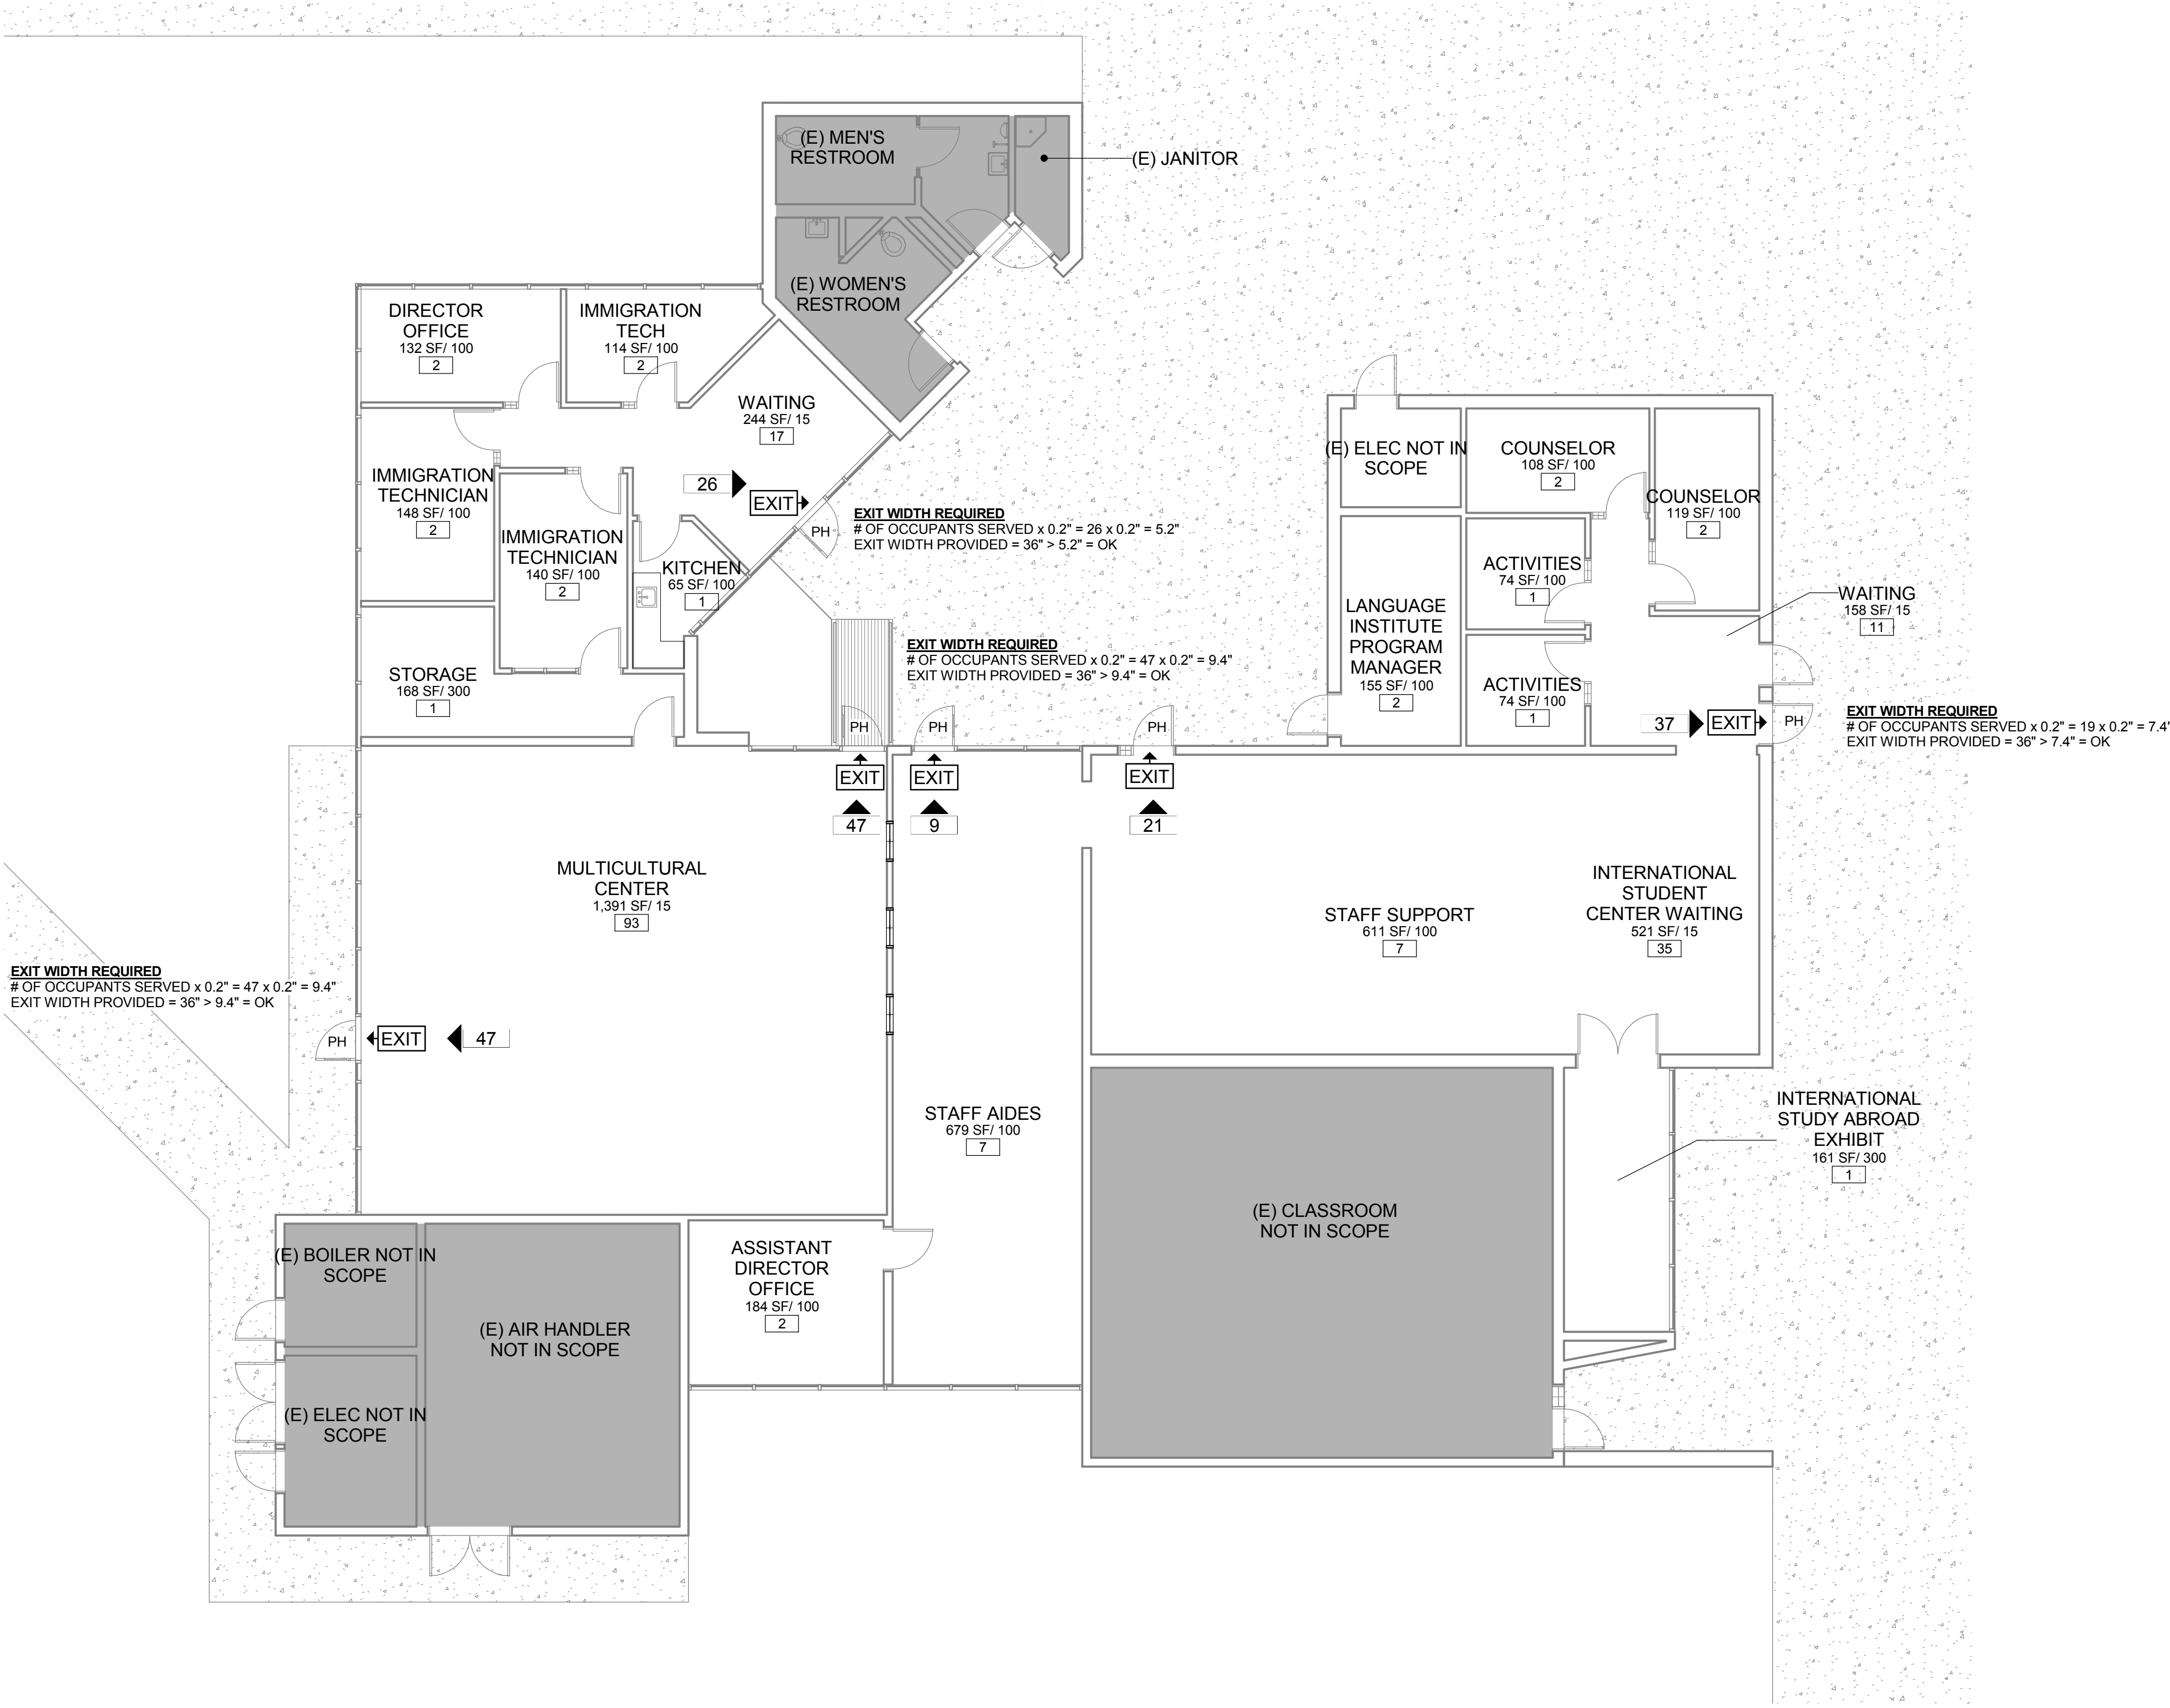 (E) MEN'S
RESTROOM
(E) JANITOR
(E) WOMEN'S
RESTROOM
DIRECTOR
OFFICE
132 SF/ 100
2
IMMIGRATION
TECH
114 SF/ 100
2
WAITING
244 SF/ 15
17
IMMIGRATION
TECHNICIAN
148 SF/ 100
2
26
EXIT
PH
EXIT WIDTH REQUIRED
# OF OCCUPANTS SERVED x 0.2" = 26 x 0.2" = 5.2"
EXIT WIDTH PROVIDED = 36" > 5.2" = OK
IMMIGRATION
TECHNICIAN
140 SF/ 100
2
KITCHEN
65 SF/ 100
1
STORAGE
168 SF/ 300
1
EXIT WIDTH REQUIRED
# OF OCCUPANTS SERVED x 0.2" = 47 x 0.2" = 9.4"
EXIT WIDTH PROVIDED = 36" > 9.4" = OK
(E) ELEC NOT IN
SCOPE
COUNSELOR
108 SF/ 100
2
COUNSELOR
119 SF/ 100
2
ACTIVITIES
74 SF/ 100
1
LANGUAGE
INSTITUTE
PROGRAM
MANAGER
155 SF/ 100
2
ACTIVITIES
74 SF/ 100
1
WAITING
158 SF/ 15
11
37
EXIT
PH
EXIT WIDTH REQUIRED
# OF OCCUPANTS SERVED x 0.2" = 19 x 0.2" = 7.4'
EXIT WIDTH PROVIDED = 36" > 7.4" = OK
PH
PH
PH
EXIT
EXIT
EXIT
47
9
21
MULTICULTURAL
CENTER
1,391 SF/ 15
93
STAFF SUPPORT
611 SF/ 100
7
INTERNATIONAL
STUDENT
CENTER WAITING
521 SF/ 15
35
EXIT WIDTH REQUIRED
# OF OCCUPANTS SERVED x 0.2" = 47 x 0.2" = 9.4"
EXIT WIDTH PROVIDED = 36" > 9.4" = OK
PH
EXIT
47
STAFF AIDES
679 SF/ 100
7
INTERNATIONAL
STUDY ABROAD
EXHIBIT
161 SF/ 300
1
(E) CLASSROOM
NOT IN SCOPE
(E) BOILER NOT IN
SCOPE
ASSISTANT
DIRECTOR
OFFICE
184 SF/ 100
2
(E) AIR HANDLER
NOT IN SCOPE
(E) ELEC NOT IN
SCOPE